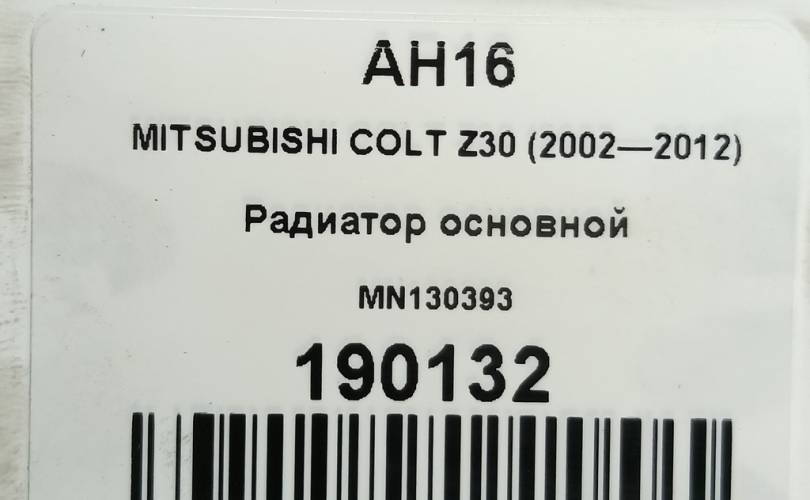 AH16
MITSUBISHI COLT Z30 (2002—2012)
Радиатор основной
MN130393
190132